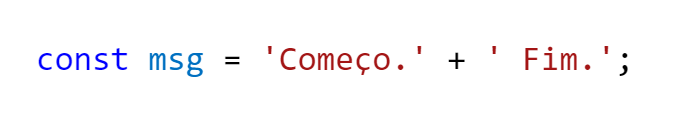 const msg = 'Começo.' + ' Fim.';